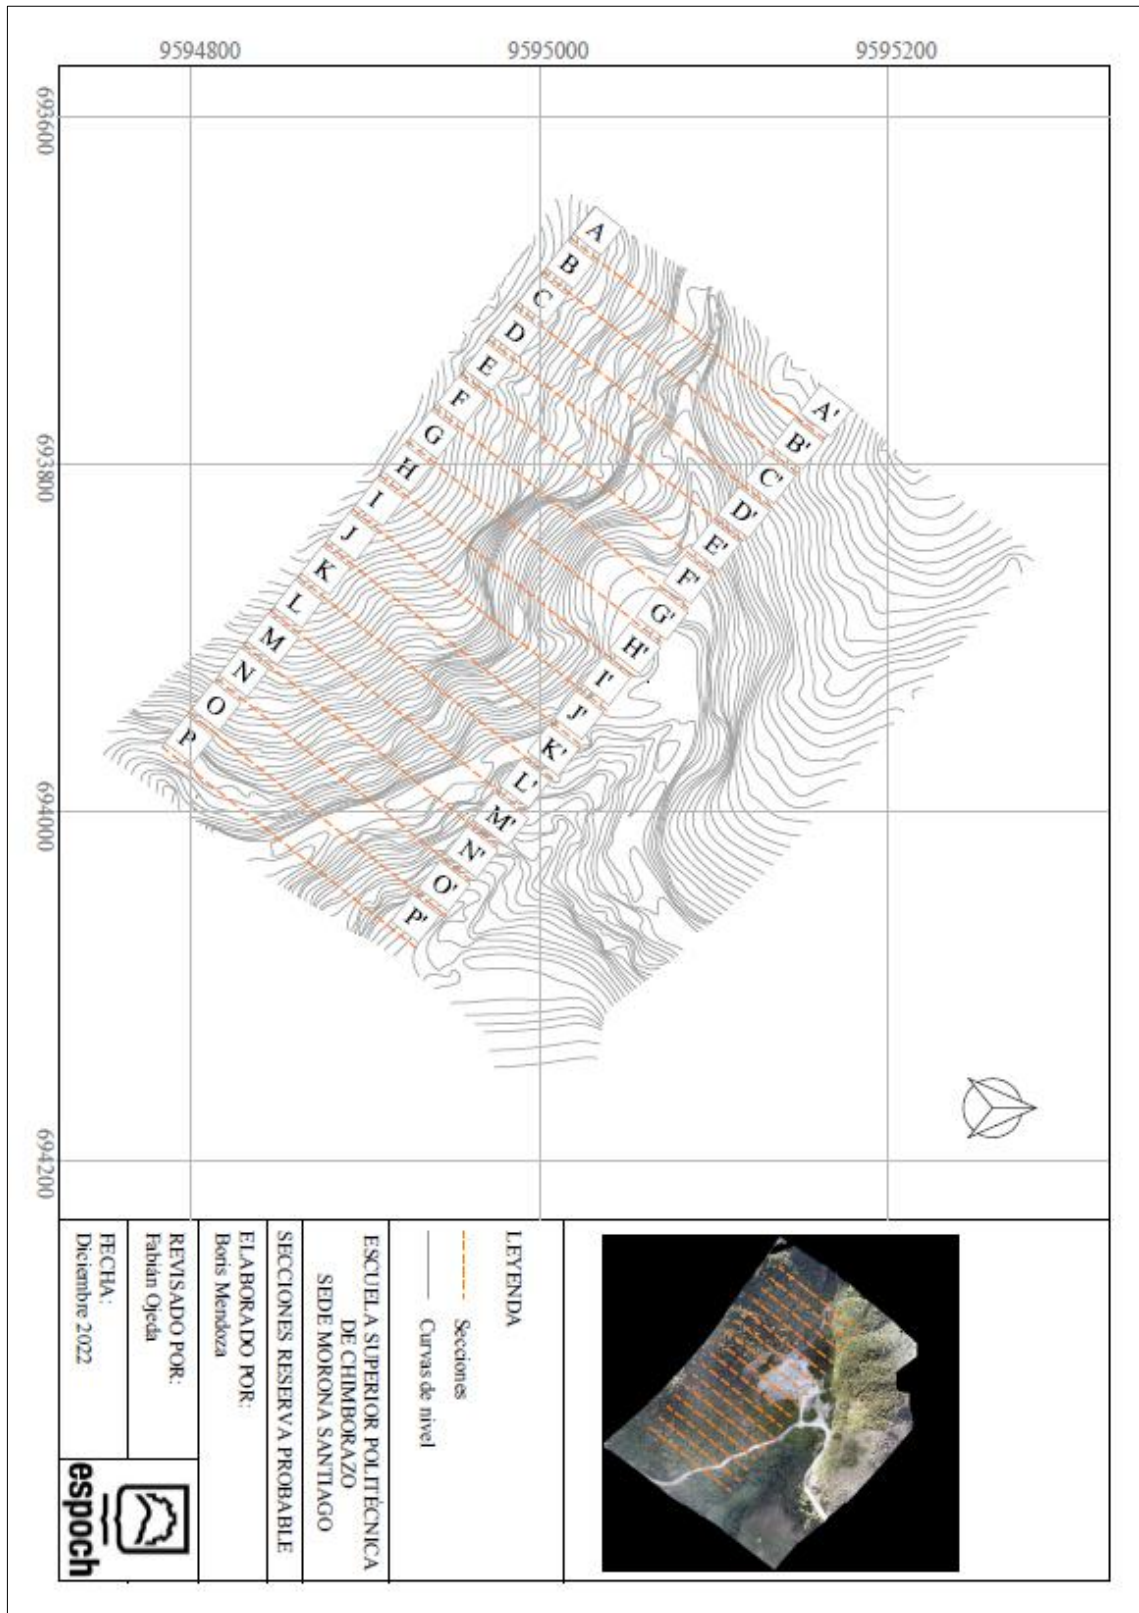 9594800
9595000
9595200
693600
693800
694000
694200
A
B
C
D
E
F
G
H
I
J
K
L
M
N
O
P
A'
B'
C'
D'
E'
F'
G'
H'
I'
J'
K'
L'
M'
N'
O'
P'
LEYENDA
Secciones
Curvas de nivel
ESCUELA SUPERIOR POLITÉCNICA
DE CHIMBORAZO
SEDE MORONA SANTIAGO
SECCIONES RESERVA PROBABLE
ELABORADO POR:
Boris Mendoza
REVISADO POR:
Fabián Ojeda
FECHA:
Diciembre 2022
espoch